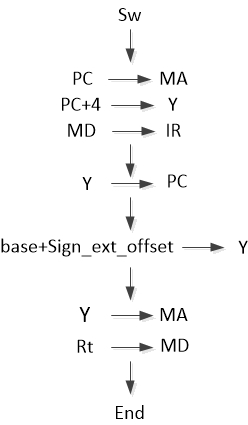 Sw
PC MA
PC+4 Y
MD IR
Y PC
base+Sign_ext_offset Y
Y MA
Rt MD
End